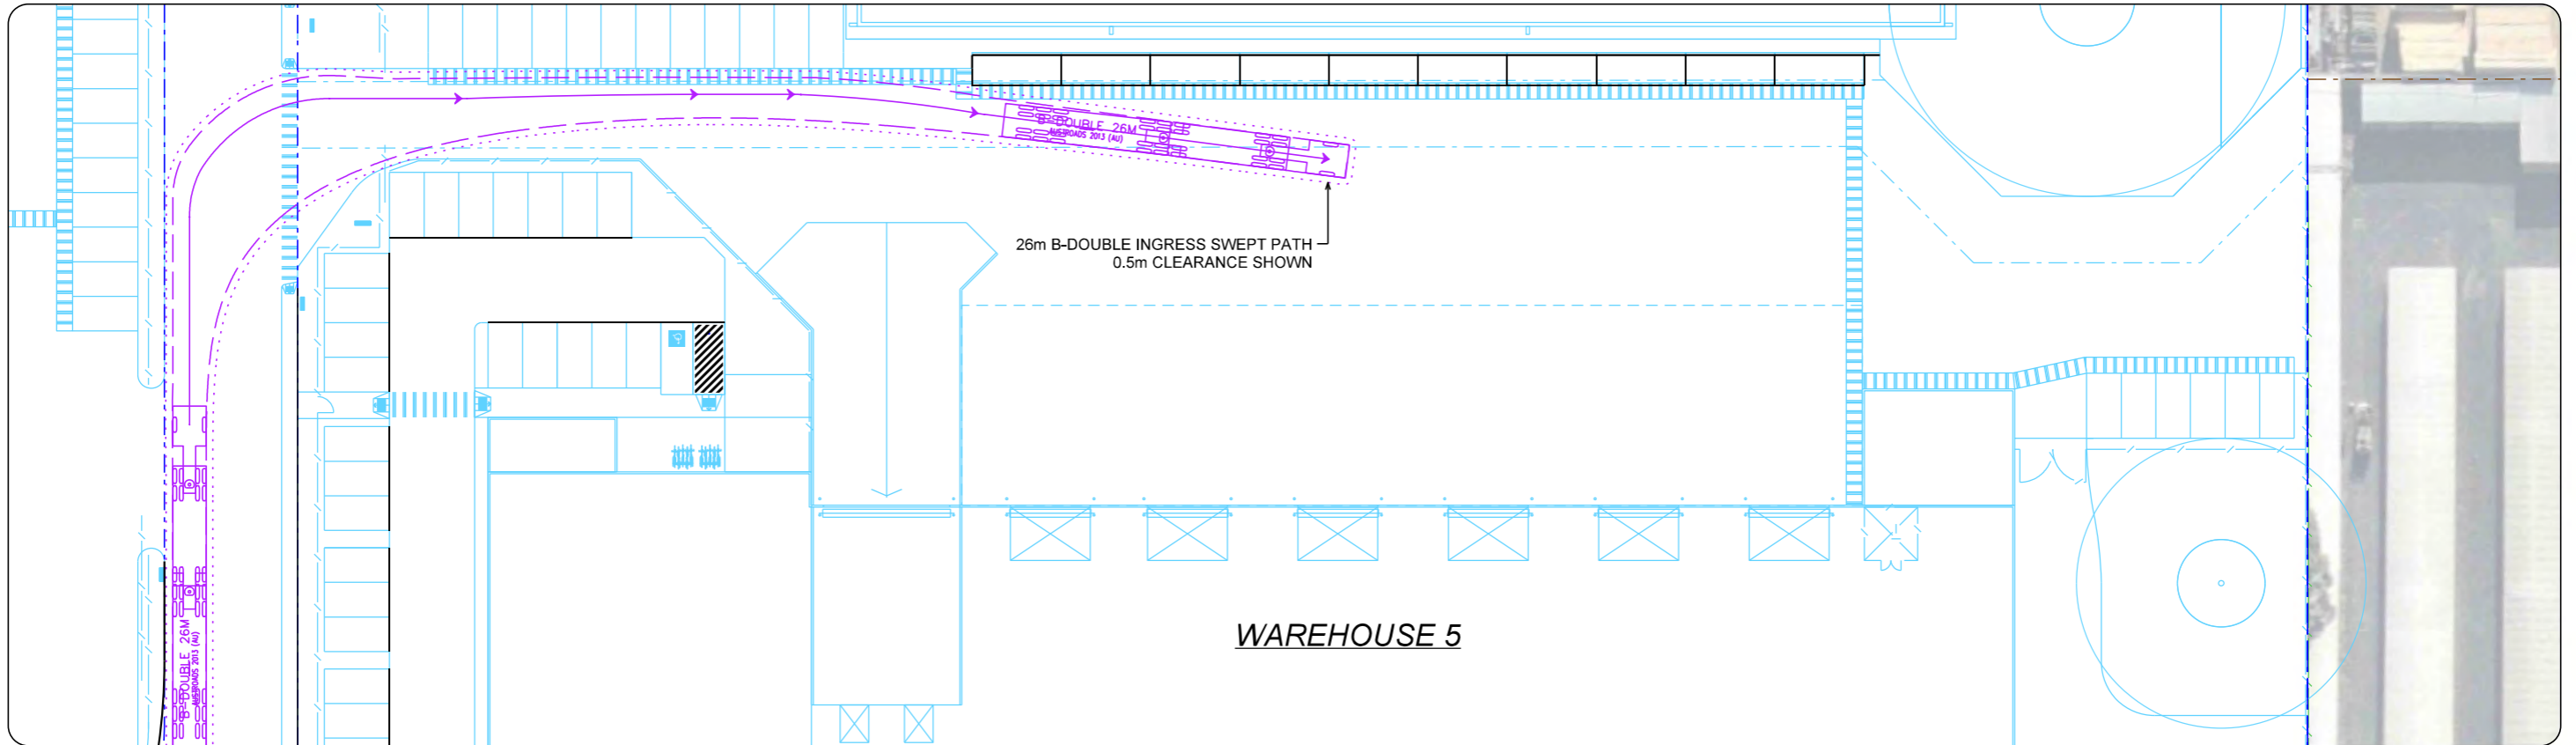 B-DOUBLE 26M
AUSTROADS 2013 (AU)
26m B-DOUBLE INGRESS SWEPT PATH
0.5m CLEARANCE SHOWN
B-DOUBLE 26M
AUSTROADS 2013 (AU)
WAREHOUSE 5